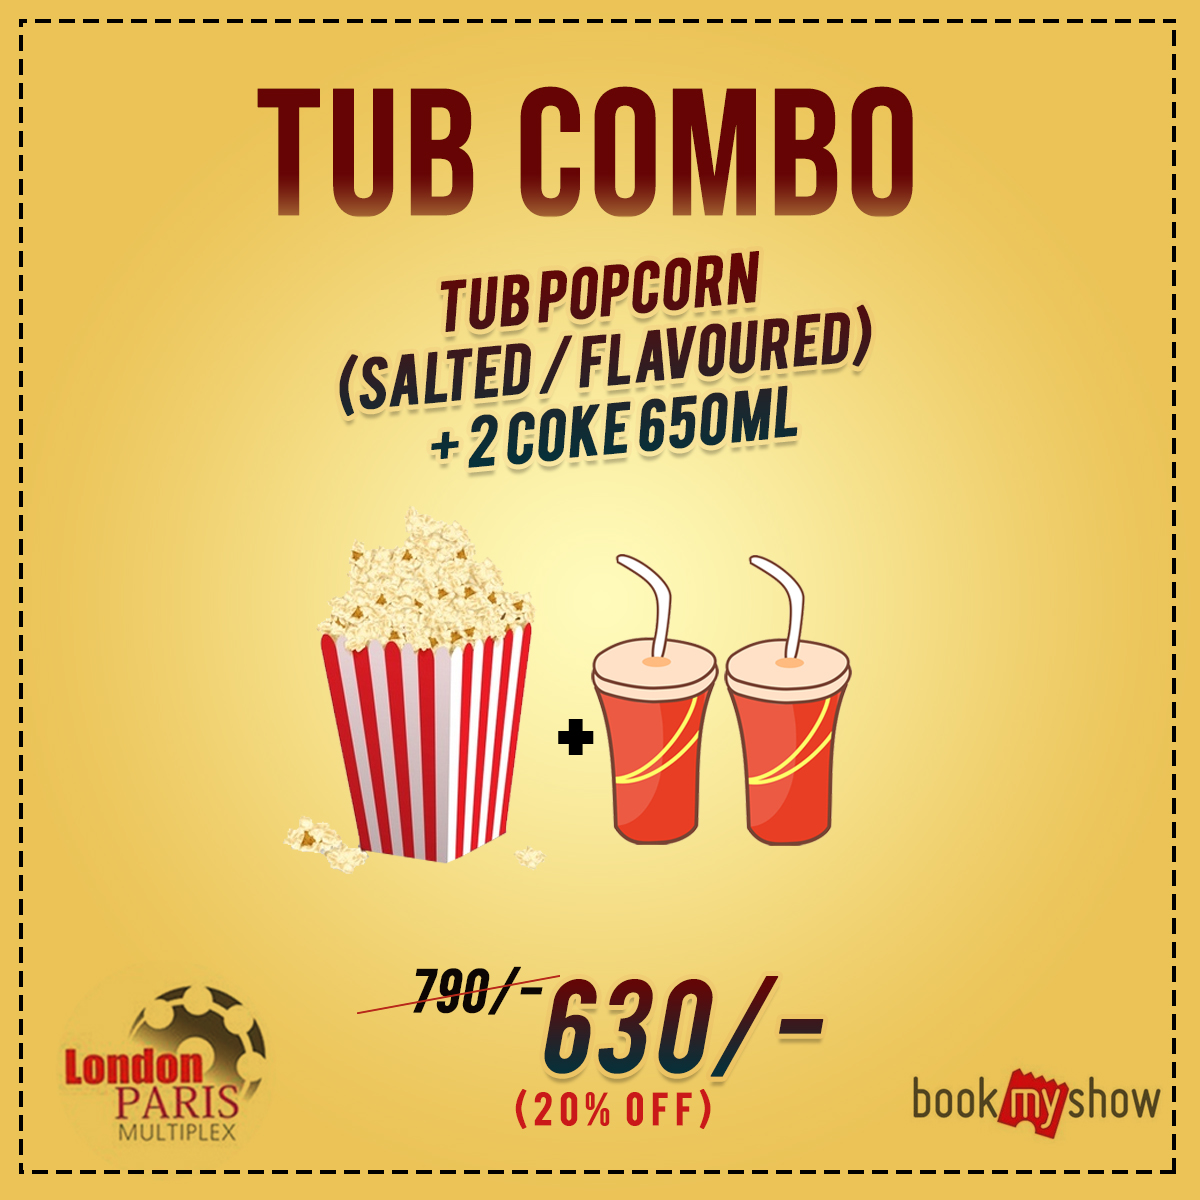 TUB COMBO
TUB POPCORN
(SALTED / FLAVOURED)
+ 2 COKE 650ML
+
790/-
630/-
(20% OFF)
London
PARIS
MULTIPLEX
bookmyshow